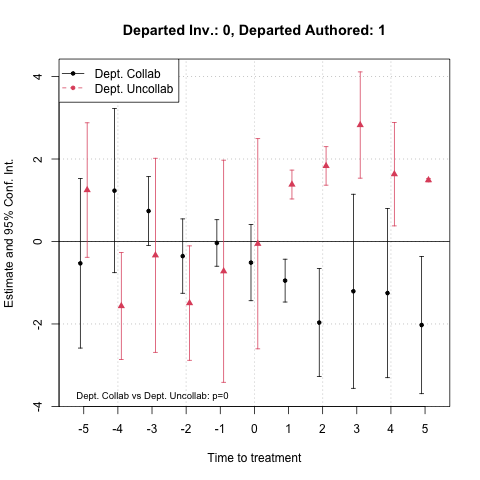 Departed Inv.: 0, Departed Authored: 1
Dept. Collab
Dept. Uncollab
Estimate and 95% Conf. Int.
4
2
0
-2
-4
Dept. Collab vs Dept. Uncollab: p=0
-5 -4 -3 -2 -1 0 1 2 3 4 5
Time to treatment